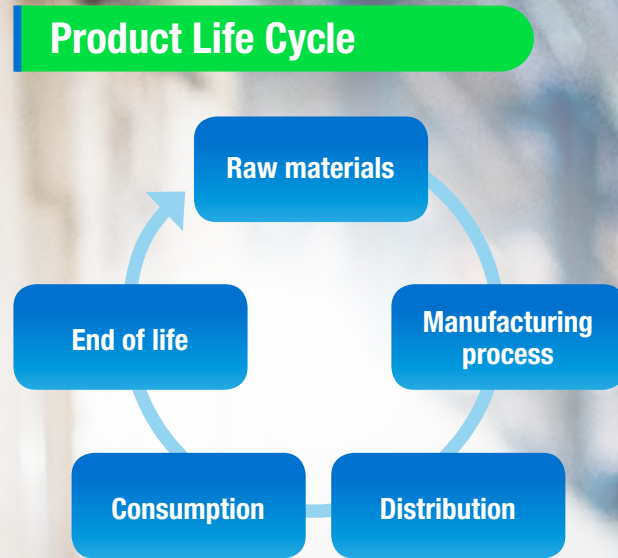 Product Life Cycle
Raw materials
Manufacturing
process
Distribution
Consumption
End of life